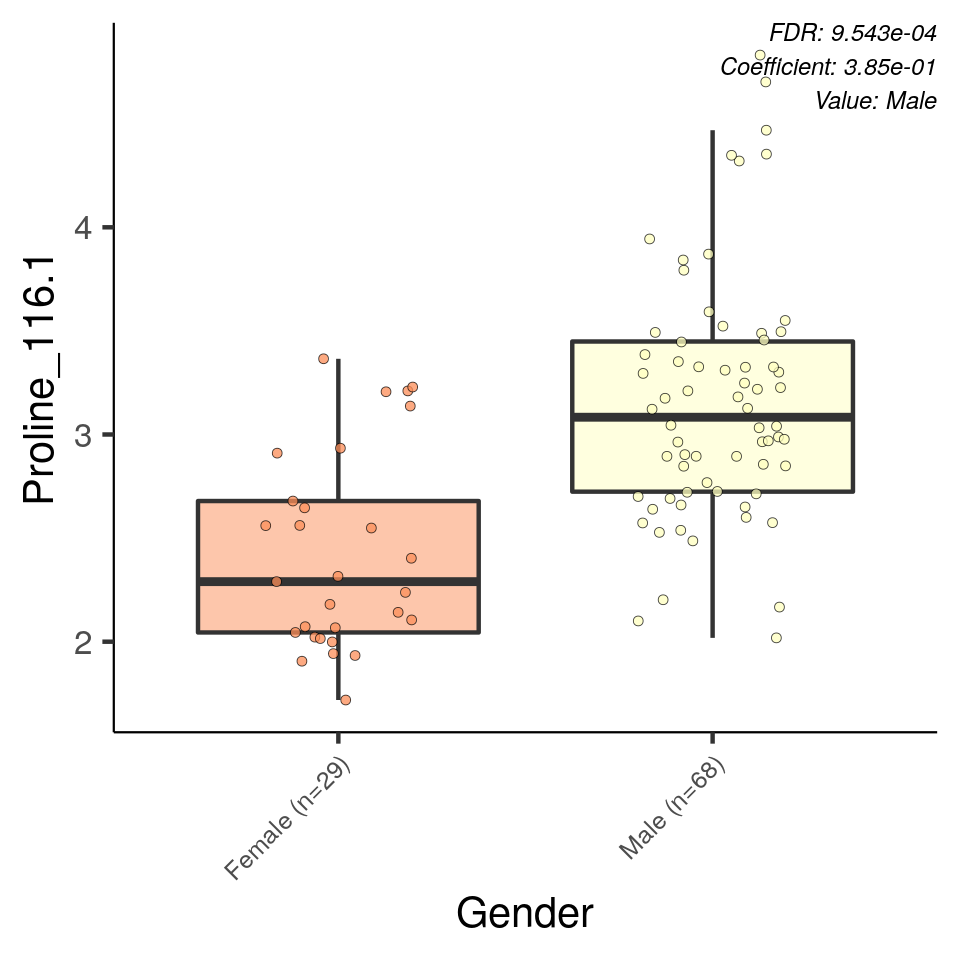 FDR: 9.543e-04
Coefficient: 3.85e-01
Value: Male
Proline_116.1
4
3
2
Female (n=29)
Male (n=68)
Gender